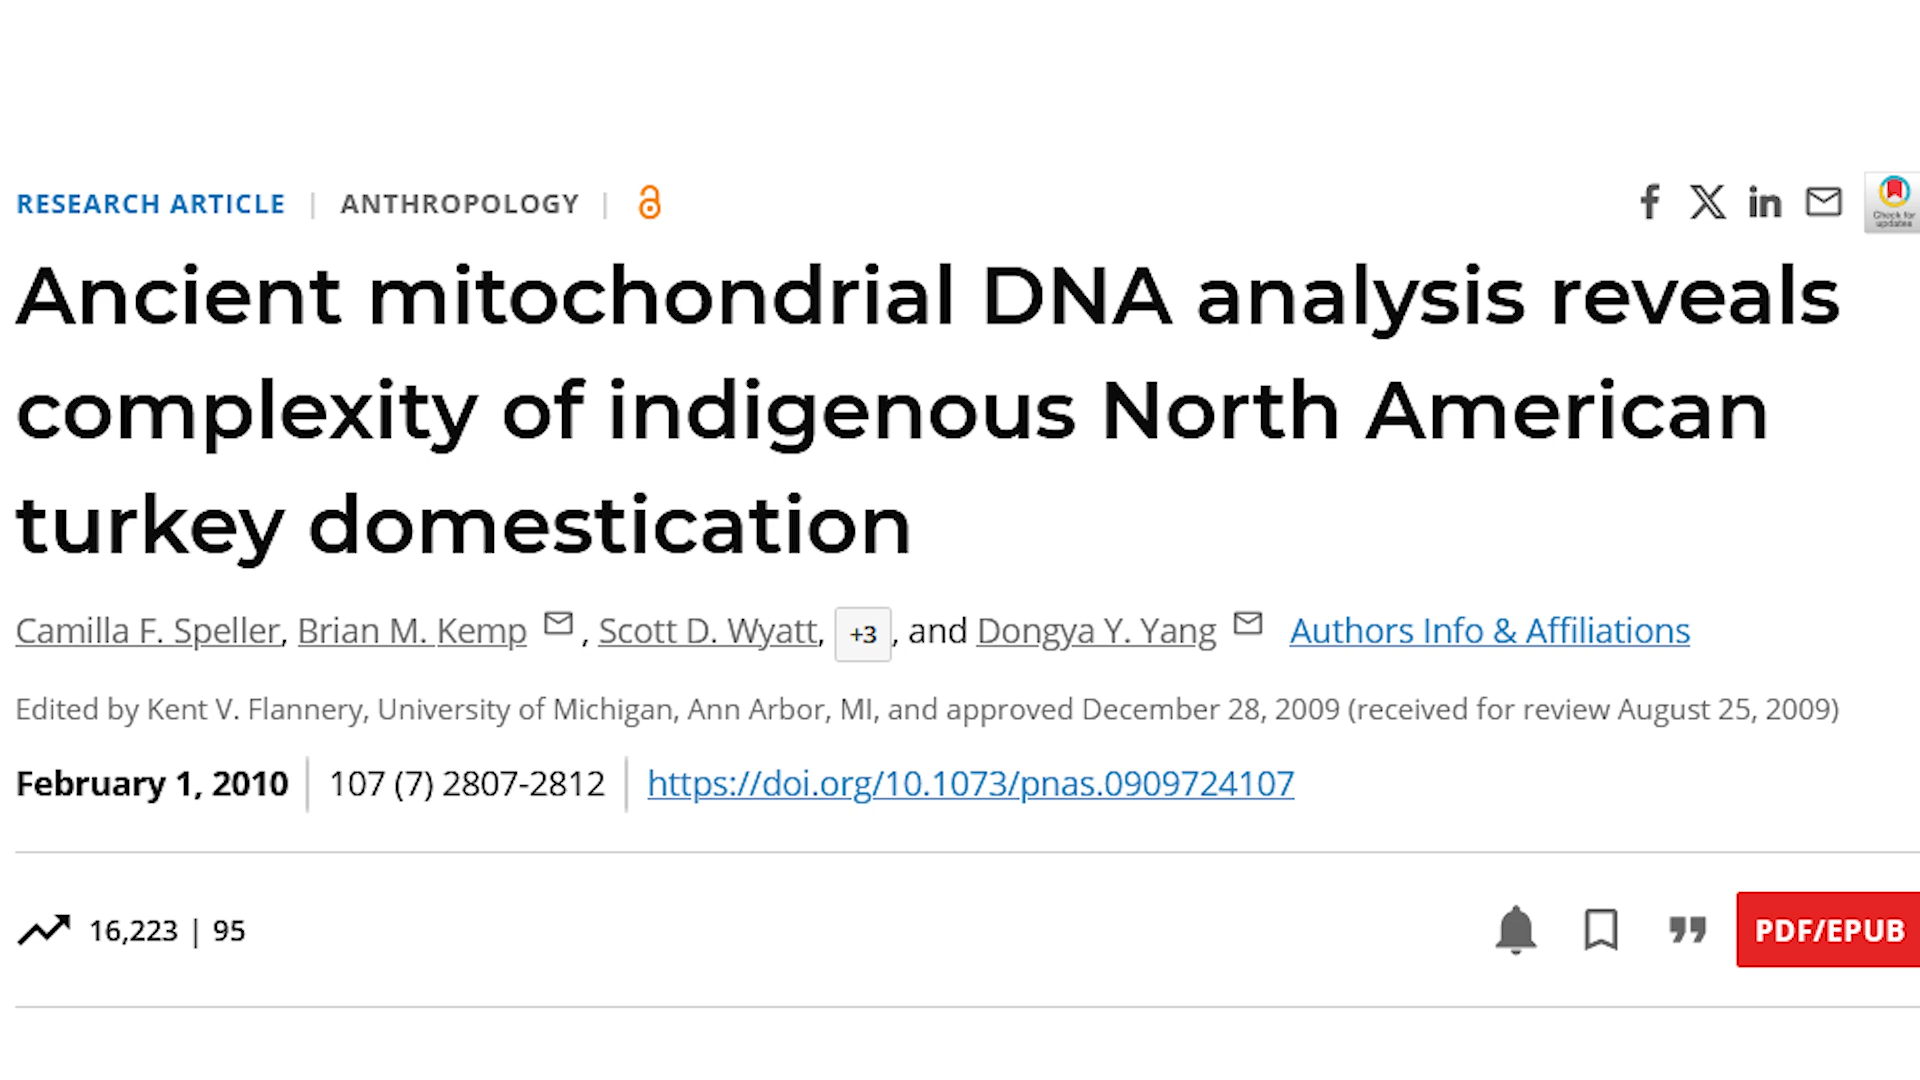 RESEARCH ARTICLE | ANTHROPOLOGY |
Check for
updates
Ancient mitochondrial DNA analysis reveals
complexity of indigenous North American
turkey domestication
Camilla F. Speller, Brian M. Kemp , Scott D. Wyatt, +3 , and Dongya Y. Yang Authors Info & Affiliations
Edited by Kent V. Flannery, University of Michigan, Ann Arbor, MI, and approved December 28, 2009 (received for review August 25, 2009)
February 1, 2010 | 107 (7) 2807-2812 | https://doi.org/10.1073/pnas.0909724107
16,223 | 95
PDF/EPUB